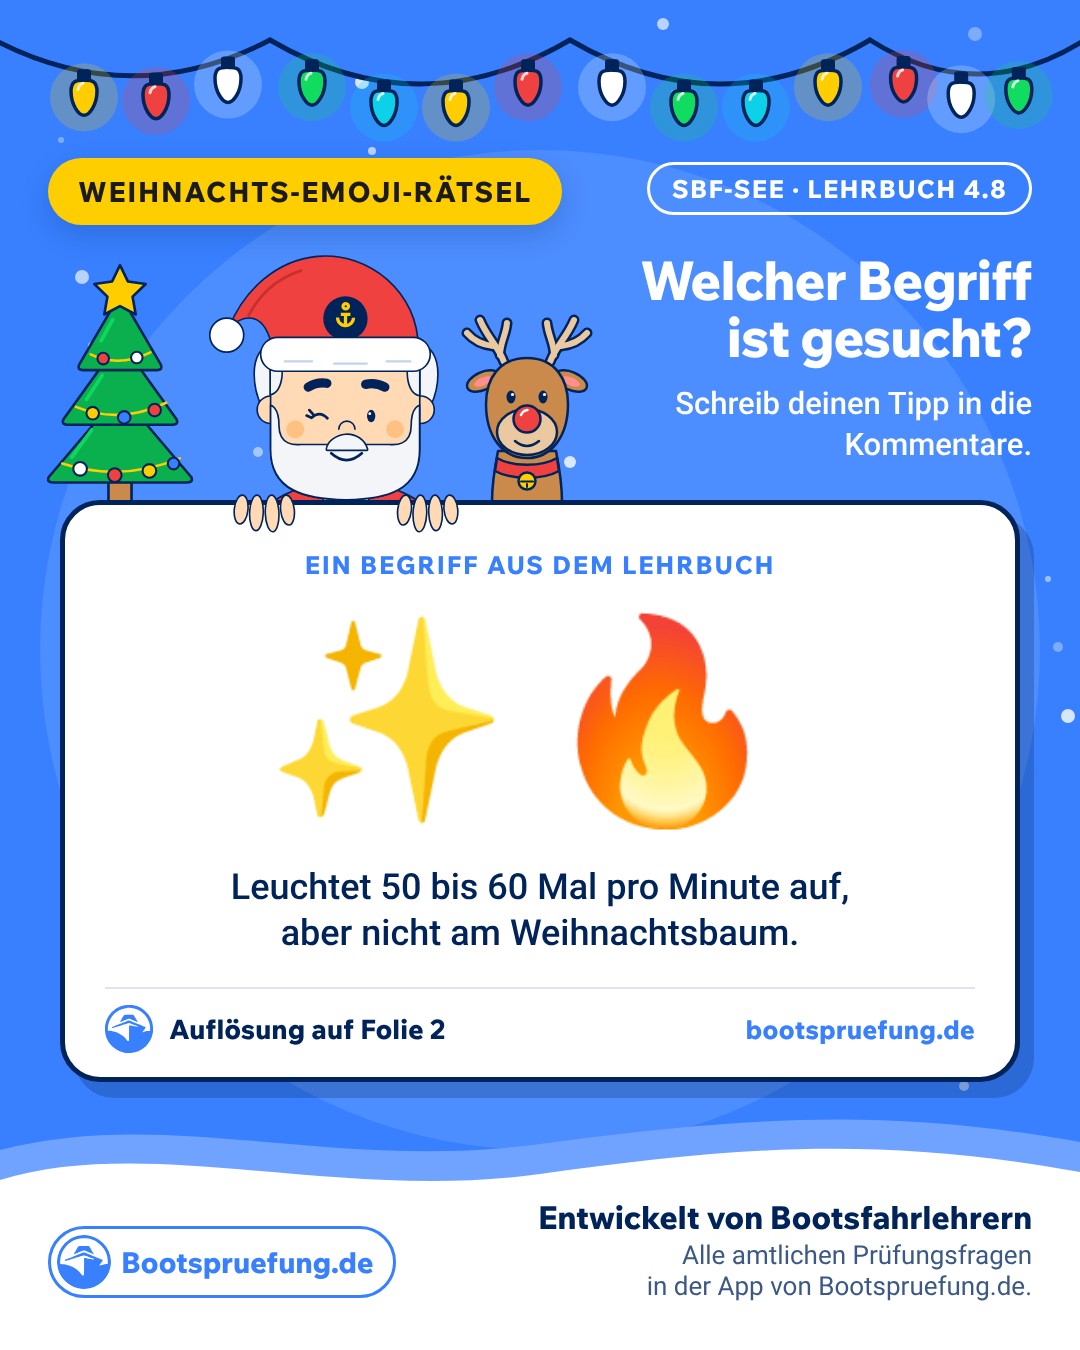 WEIHNACHTS-EMOJI-RÄTSEL
SBF-SEE · LEHRBUCH 4.8
Welcher Begriff
ist gesucht?
Schreib deinen Tipp in die
Kommentare.
EIN BEGRIFF AUS DEM LEHRBUCH
Leuchtet 50 bis 60 Mal pro Minute auf,
aber nicht am Weihnachtsbaum.
Auflösung auf Folie 2
bootspruefung.de
Bootspruefung.de
Entwickelt von Bootsfahrlehrern
Alle amtlichen Prüfungsfragen
in der App von Bootspruefung.de.